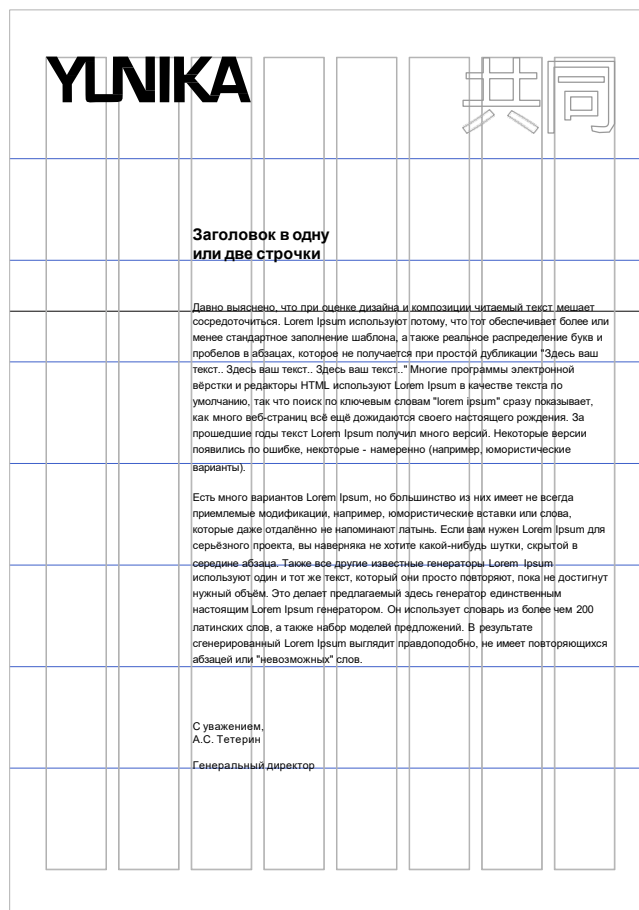 YUNIKA
共同
Заголовок в одну
или две строчки
Давно выяснено, что при оценке дизайна и композиции читаемый текст мешает
сосредоточиться. Lorem Ipsum используют потому, что тот обеспечивает более или
менее стандартное заполнение шаблона, а также реальное распределение букв и
пробелов в абзацах, которое не получается при простой дубликации "Здесь ваш
текст.. Здесь ваш текст.. Здесь ваш текст.." Многие программы электронной
вёрстки и редакторы HTML используют Lorem Ipsum в качестве текста по
умолчанию, так что поиск по ключевым словам "lorem ipsum" сразу показывает,
как много веб-страниц всё ещё дожидаются своего настоящего рождения. За
прошедшие годы текст Lorem Ipsum получил много версий. Некоторые версии
появились по ошибке, некоторые - намеренно (например, юмористические
варианты).
Есть много вариантов Lorem Ipsum, но большинство из них имеет не всегда
приемлемые модификации, например, юмористические вставки или слова,
которые даже отдалённо не напоминают латынь. Если вам нужен Lorem Ipsum для
серьёзного проекта, вы наверняка не хотите какой-нибудь шутки, скрытой в
середине абзаца. Также все другие известные генераторы Lorem Ipsum
используют один и тот же текст, который они просто повторяют, пока не достигнут
нужный объём. Это делает предлагаемый здесь генератор единственным
настоящим Lorem Ipsum генератором. Он использует словарь из более чем 200
латинских слов, а также набор моделей предложений. В результате
сгенерированный Lorem Ipsum выглядит правдоподобно, не имеет повторяющихся
абзацей или "невозможных" слов.
С уважением,
А.С. Тетерин
Генеральный директор